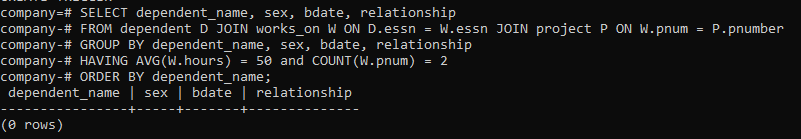 company=# SELECT dependent_name, sex, bdate, relationship
company-# FROM dependent D JOIN works_on W ON D.essn = W.essn JOIN project P ON W.pnum = P.pnumber
company-# GROUP BY dependent_name, sex, bdate, relationship
company-# HAVING AVG(W.hours) = 50 and COUNT(W.pnum) = 2
company-# ORDER BY dependent_name;
 dependent_name | sex | bdate | relationship
----------------+-----+-------+--------------
(0 rows)